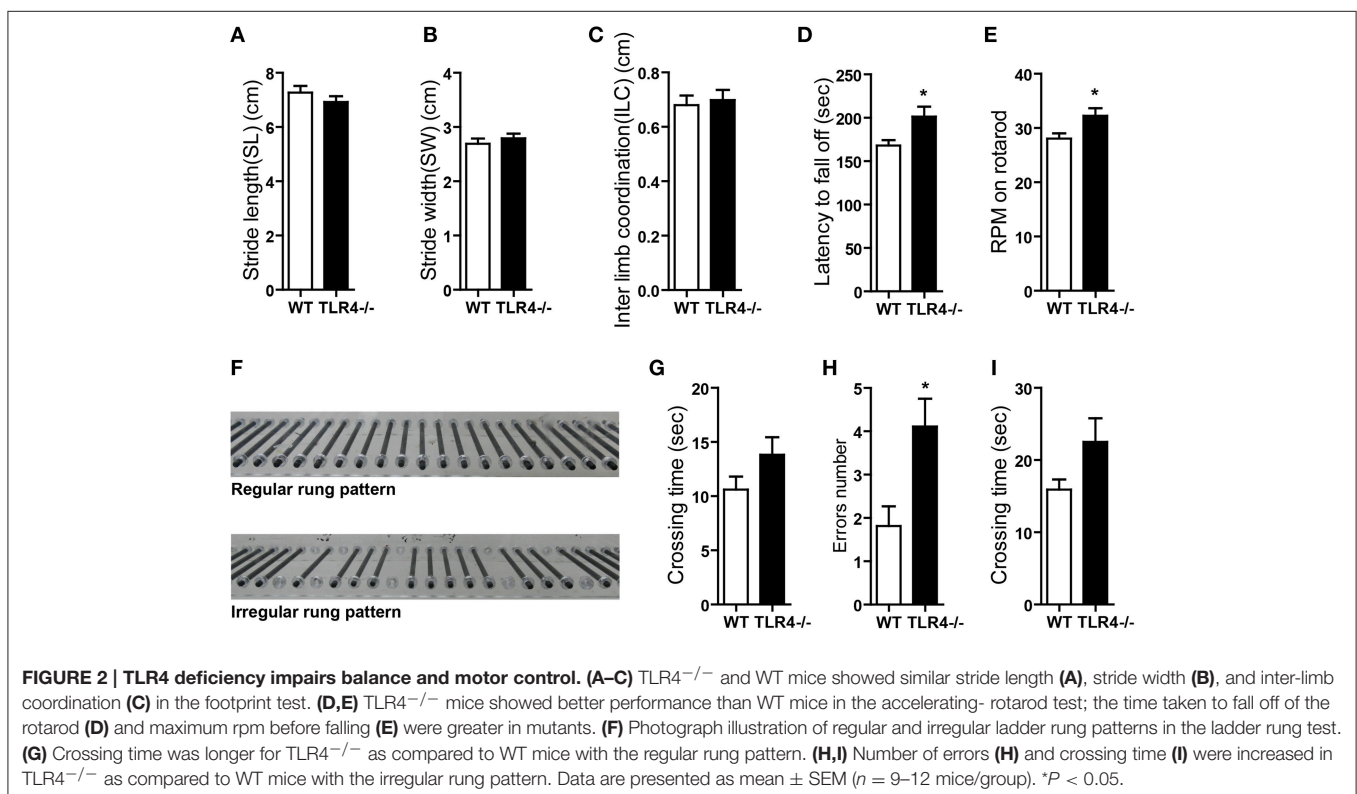 A
B
C
D
E
Stride length(SL) (cm)
8
6
4
2
0
WT TLR4-/-
Stride width(SW) (cm)
4
3
2
1
0
WT TLR4-/-
Inter limb coordination(ILC) (cm)
0.8
0.6
0.4
0.2
0.0
WT TLR4-/-
Latency to fall off (sec)
250
200
150
100
50
0
*
WT TLR4-/-
RPM on rotarod
40
30
20
10
0
*
WT TLR4-/-
F
Regular rung pattern
Irregular rung pattern
G
Crossing time (sec)
20
15
10
5
0
WT TLR4-/-
H
Errors number
5
4
3
2
1
0
*
WT TLR4-/-
I
Crossing time (sec)
30
20
10
0
WT TLR4-/-
FIGURE 2 | TLR4 deficiency impairs balance and motor control. (A–C) TLR4−/− and WT mice showed similar stride length (A), stride width (B), and inter-limb
coordination (C) in the footprint test. (D,E) TLR4−/− mice showed better performance than WT mice in the accelerating- rotarod test; the time taken to fall off of the
rotarod (D) and maximum rpm before falling (E) were greater in mutants. (F) Photograph illustration of regular and irregular ladder rung patterns in the ladder rung test.
(G) Crossing time was longer for TLR4−/− as compared to WT mice with the regular rung pattern. (H,I) Number of errors (H) and crossing time (I) were increased in
TLR4−/− as compared to WT mice with the irregular rung pattern. Data are presented as mean ± SEM (n = 9–12 mice/group). *P < 0.05.